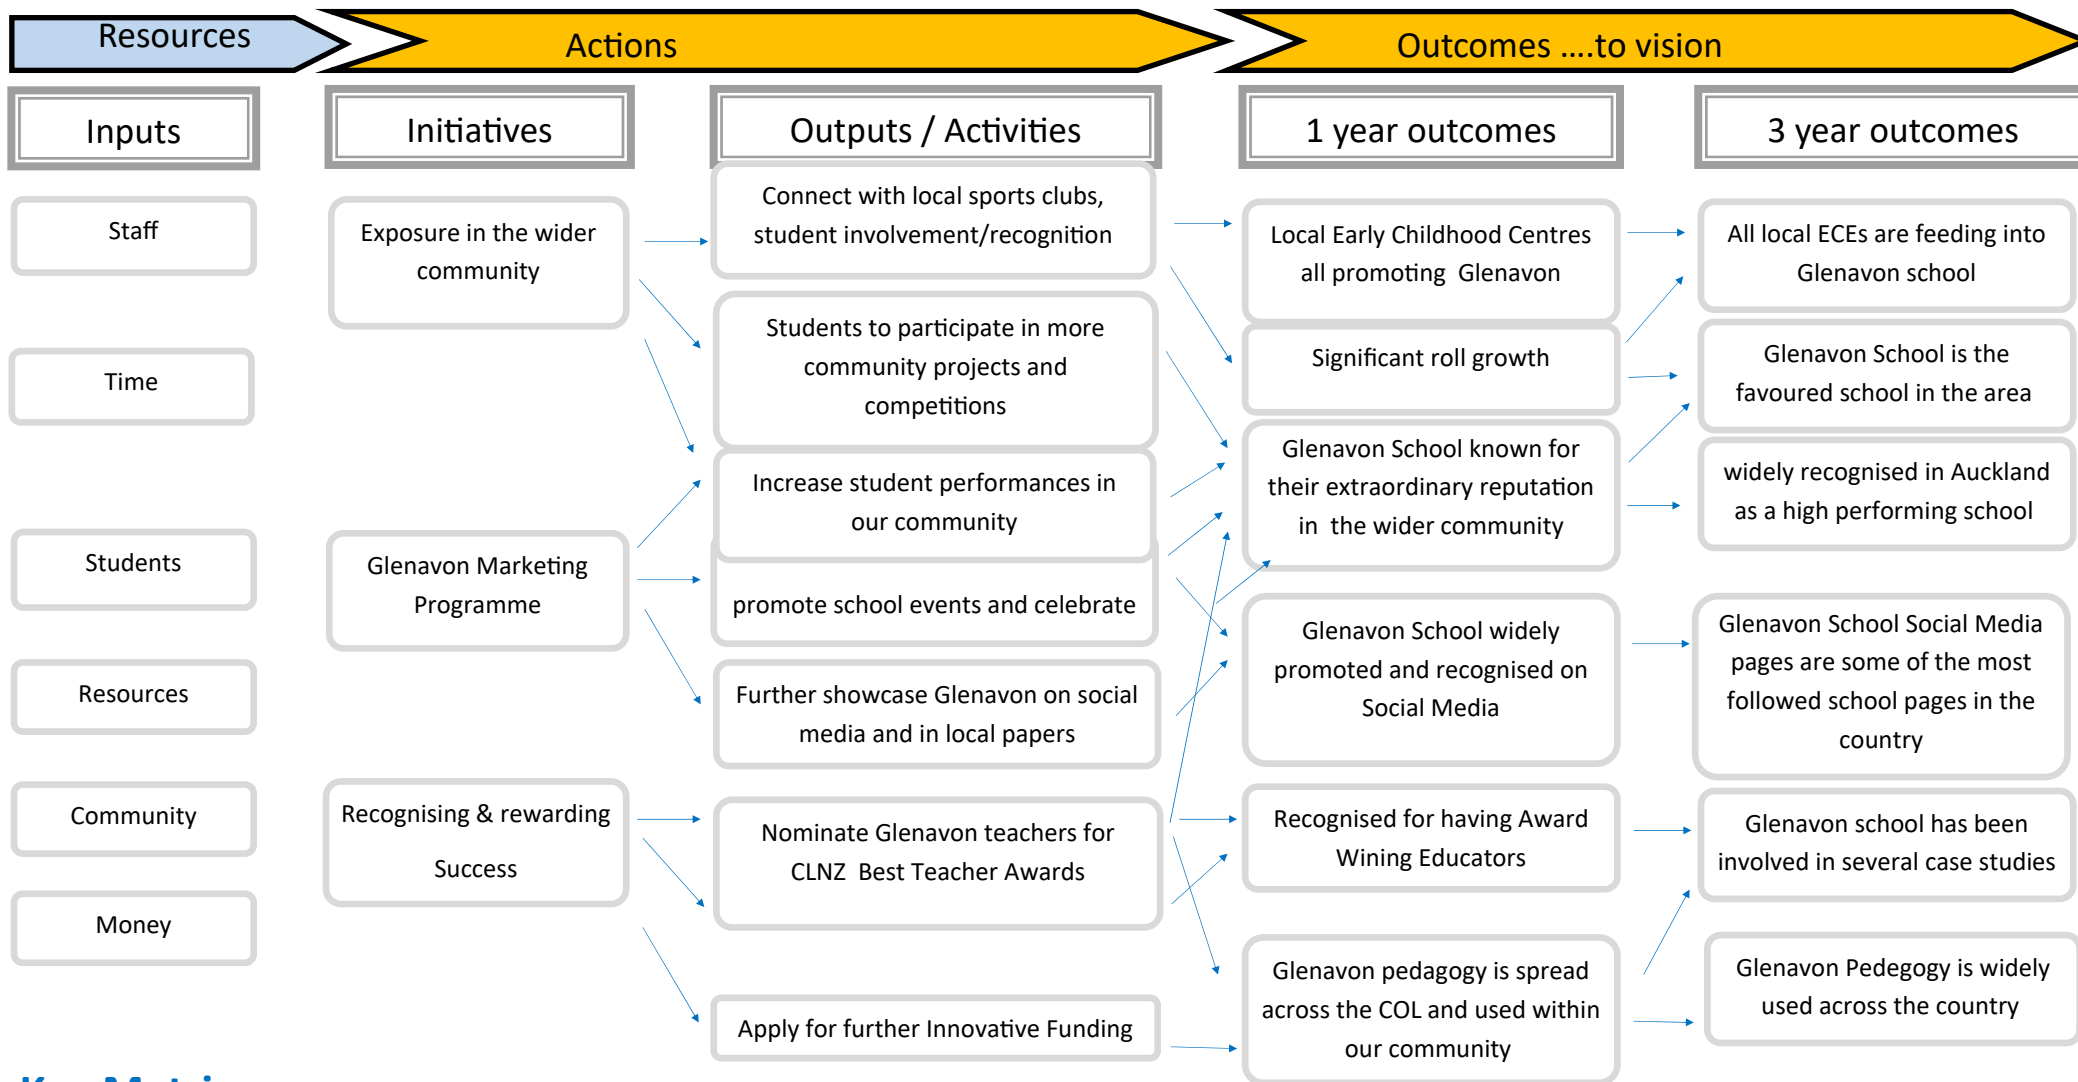 Resources
Actions
Outcomes ....to vision
Inputs
Initiatives
Outputs / Activities
1 year outcomes
3 year outcomes
Staff
Time
Students
Resources
Community
Money
Exposure in the wider
community
Glenavon Marketing
Programme
Recognising & rewarding
Success
Connect with local sports clubs,
student involvement/recognition
Students to participate in more
community projects and
competitions
Increase student performances in
our community
promote school events and celebrate
Further showcase Glenavon on social
media and in local papers
Nominate Glenavon teachers for
CLNZ Best Teacher Awards
Apply for further Innovative Funding
Local Early Childhood Centres
all promoting Glenavon
Significant roll growth
Glenavon School known for
their extraordinary reputation
in the wider community
Glenavon School widely
promoted and recognised on
Social Media
Recognised for having Award
Wining Educators
Glenavon pedagogy is spread
across the COL and used within
our community
All local ECEs are feeding into
Glenavon school
Glenavon School is the
favoured school in the area
widely recognised in Auckland
as a high performing school
Glenavon School Social Media
pages are some of the most
followed school pages in the
country
Glenavon school has been
involved in several case studies
Glenavon Pedegogy is widely
used across the country